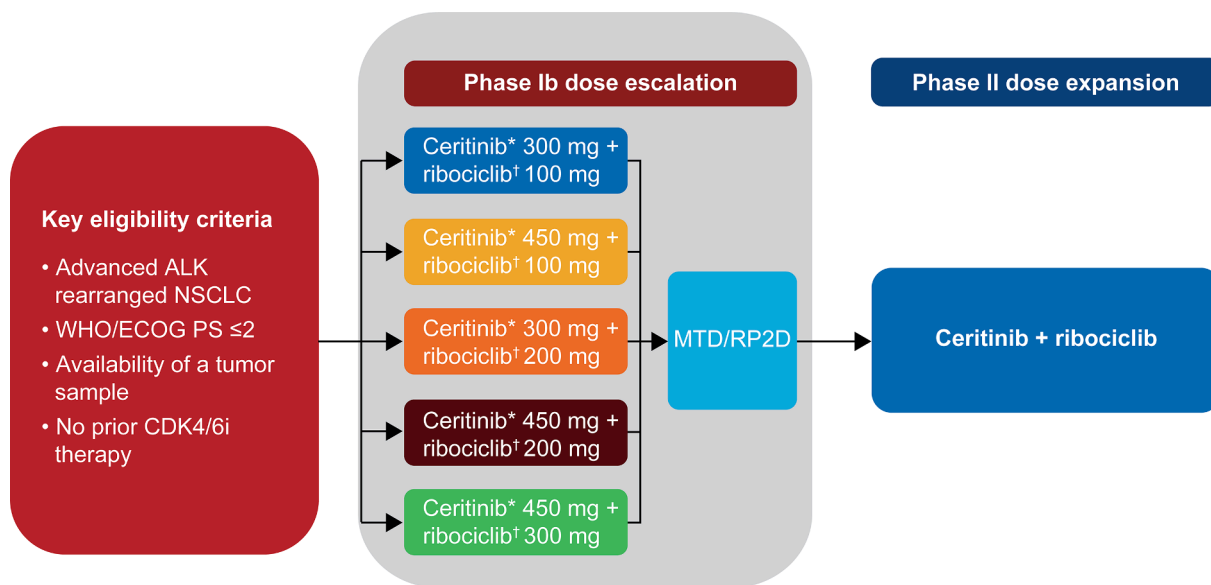 Phase Ib dose escalation
Phase II dose expansion
Key eligibility criteria
• Advanced ALK
rearranged NSCLC
• WHO/ECOG PS ≤2
• Availability of a tumor
sample
• No prior CDK4/6i
therapy
Ceritinib* 300 mg +
ribociclib† 100 mg
Ceritinib* 450 mg +
ribociclib† 100 mg
Ceritinib* 300 mg +
ribociclib† 200 mg
Ceritinib* 450 mg +
ribociclib† 200 mg
Ceritinib* 450 mg +
ribociclib† 300 mg
MTD/RP2D
Ceritinib + ribociclib